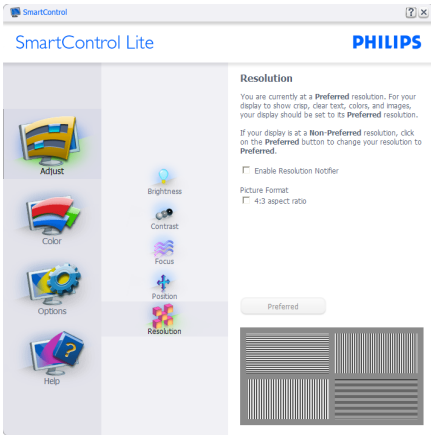 SmartControl
SmartControl Lite
PHILIPS
Adjust
Color
Options
Help
Brightness
Contrast
Focus
Position
Resolution
Resolution
You are currently at a Preferred resolution. For your
display to show crisp, clear text, colors, and images,
your display should be set to its Preferred resolution.
If your display is at a Non-Preferred resolution, click
on the Preferred button to change your resolution to
Preferred.
Enable Resolution Notifier
Picture Format
4:3 aspect ratio
Preferred